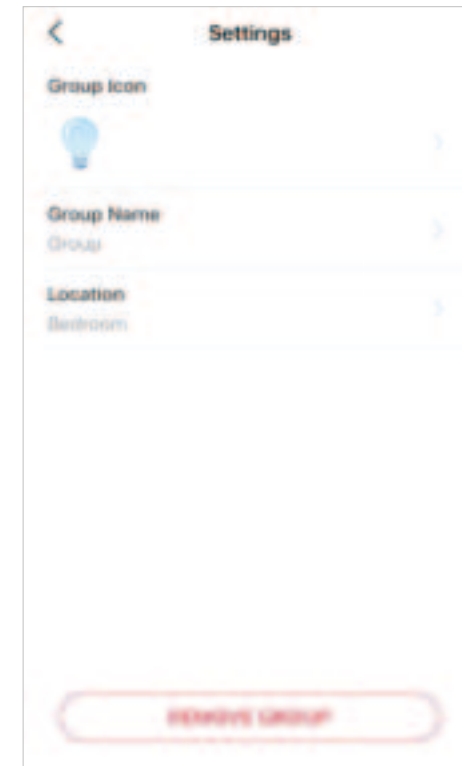 Settings
Group Icon
Group Name
Group
Location
Bedroom
REMOVE GROUP